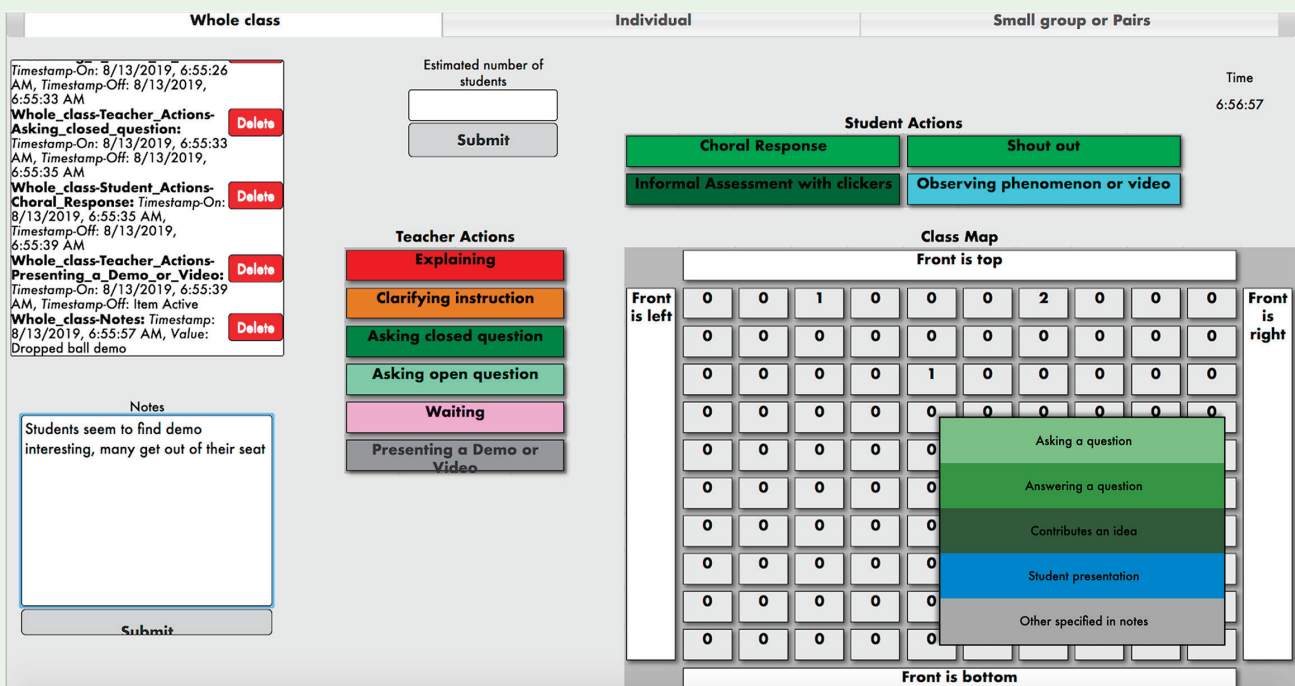 Whole class
Individual
Small group or Pairs
Timestamp-On: 8/13/2019, 6:55:26
AM, Timestamp-Off: 8/13/2019,
6:55:33 AM
Whole_class-Teacher_Actions-
Asking_closed_question:
Timestamp-On: 8/13/2019, 6:55:33
AM, Timestamp-Off: 8/13/2019,
6:55:35 AM
Delete
Whole_class-Student_Actions-
Choral_Response: Timestamp-On:
8/13/2019, 6:55:35 AM,
Timestamp-Off: 8/13/2019,
6:55:39 AM
Delete
Whole_class-Teacher_Actions-
Presenting_a_Demo_or_Video:
Timestamp-On: 8/13/2019, 6:55:39
AM, Timestamp-Off: Item Active
Delete
Whole_class-Notes: Timestamp:
8/13/2019, 6:55:57 AM, Value:
Dropped ball demo
Delete
Notes
Students seem to find demo
interesting, many get out of their seat
Submit
Estimated number of
students
Submit
Teacher Actions
Explaining
Clarifying instruction
Asking closed question
Asking open question
Waiting
Presenting a Demo or
Video
Time
6:56:57
Student Actions
Choral Response
Shout out
Informal Assessment with clickers
Observing phenomenon or video
Class Map
Front is top
Front
is left
Front
is
right
0 0 1 0 0 0 2 0 0 0
0 0 0 0 0 0 0 0 0 0
0 0 0 0 1 0 0 0 0 0
0 0 0 0 0 0 0 0 0 0
0 0 0 0 0
0 0 0 0 0
0 0 0 0 0
0 0 0 0 0
0 0 0 0 0
0 0 0 0 0
Asking a question
Answering a question
Contributes an idea
Student presentation
Other specified in notes
Front is bottom